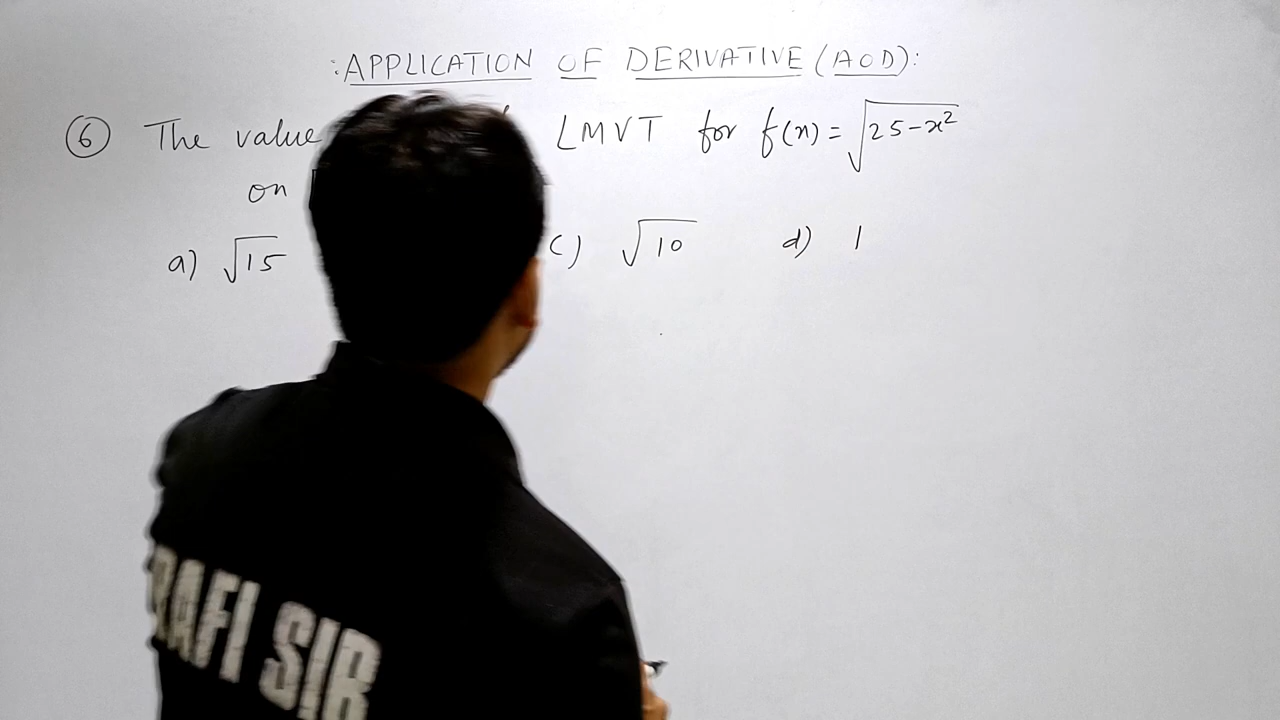 : APPLICATION OF DERIVATIVE (AOD) :
⑥ The value LMVT for f(x) = √(25-x²)
on
a) √15 c) √10 d) 1
RAFI SIR